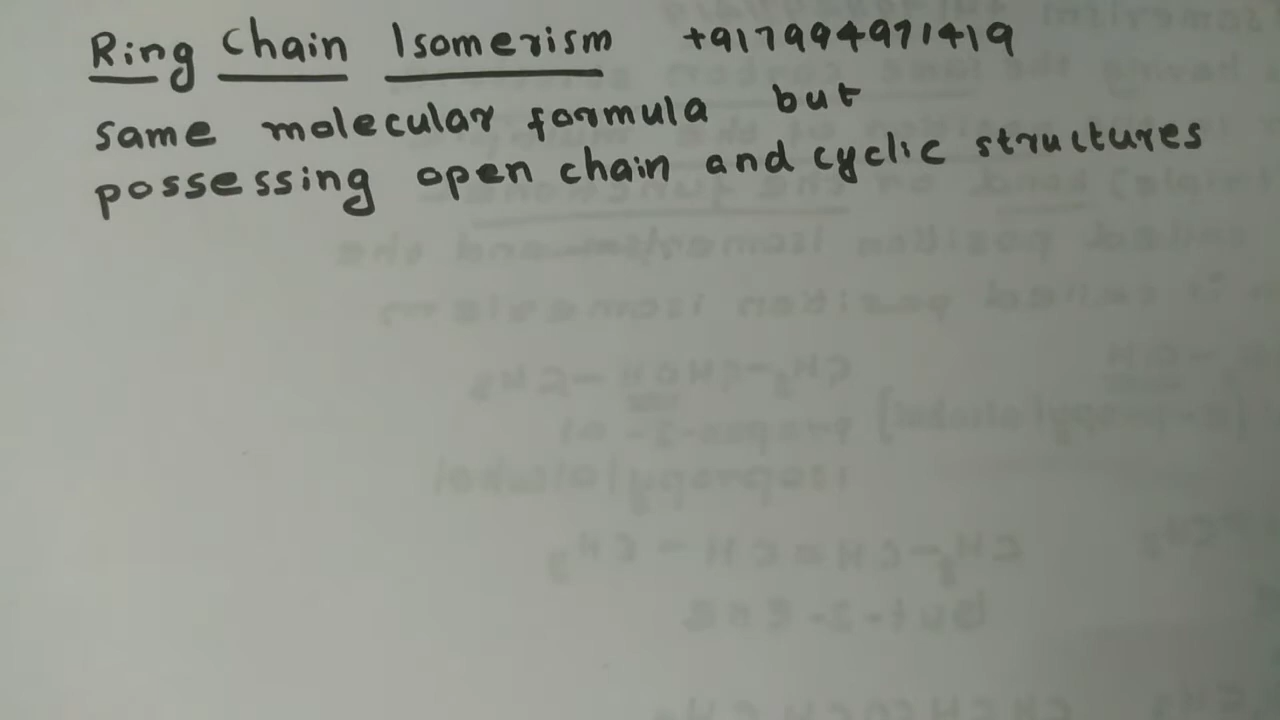 Ring Chain Isomerism +917994971419
same molecular formula but
possessing open chain and cyclic structures